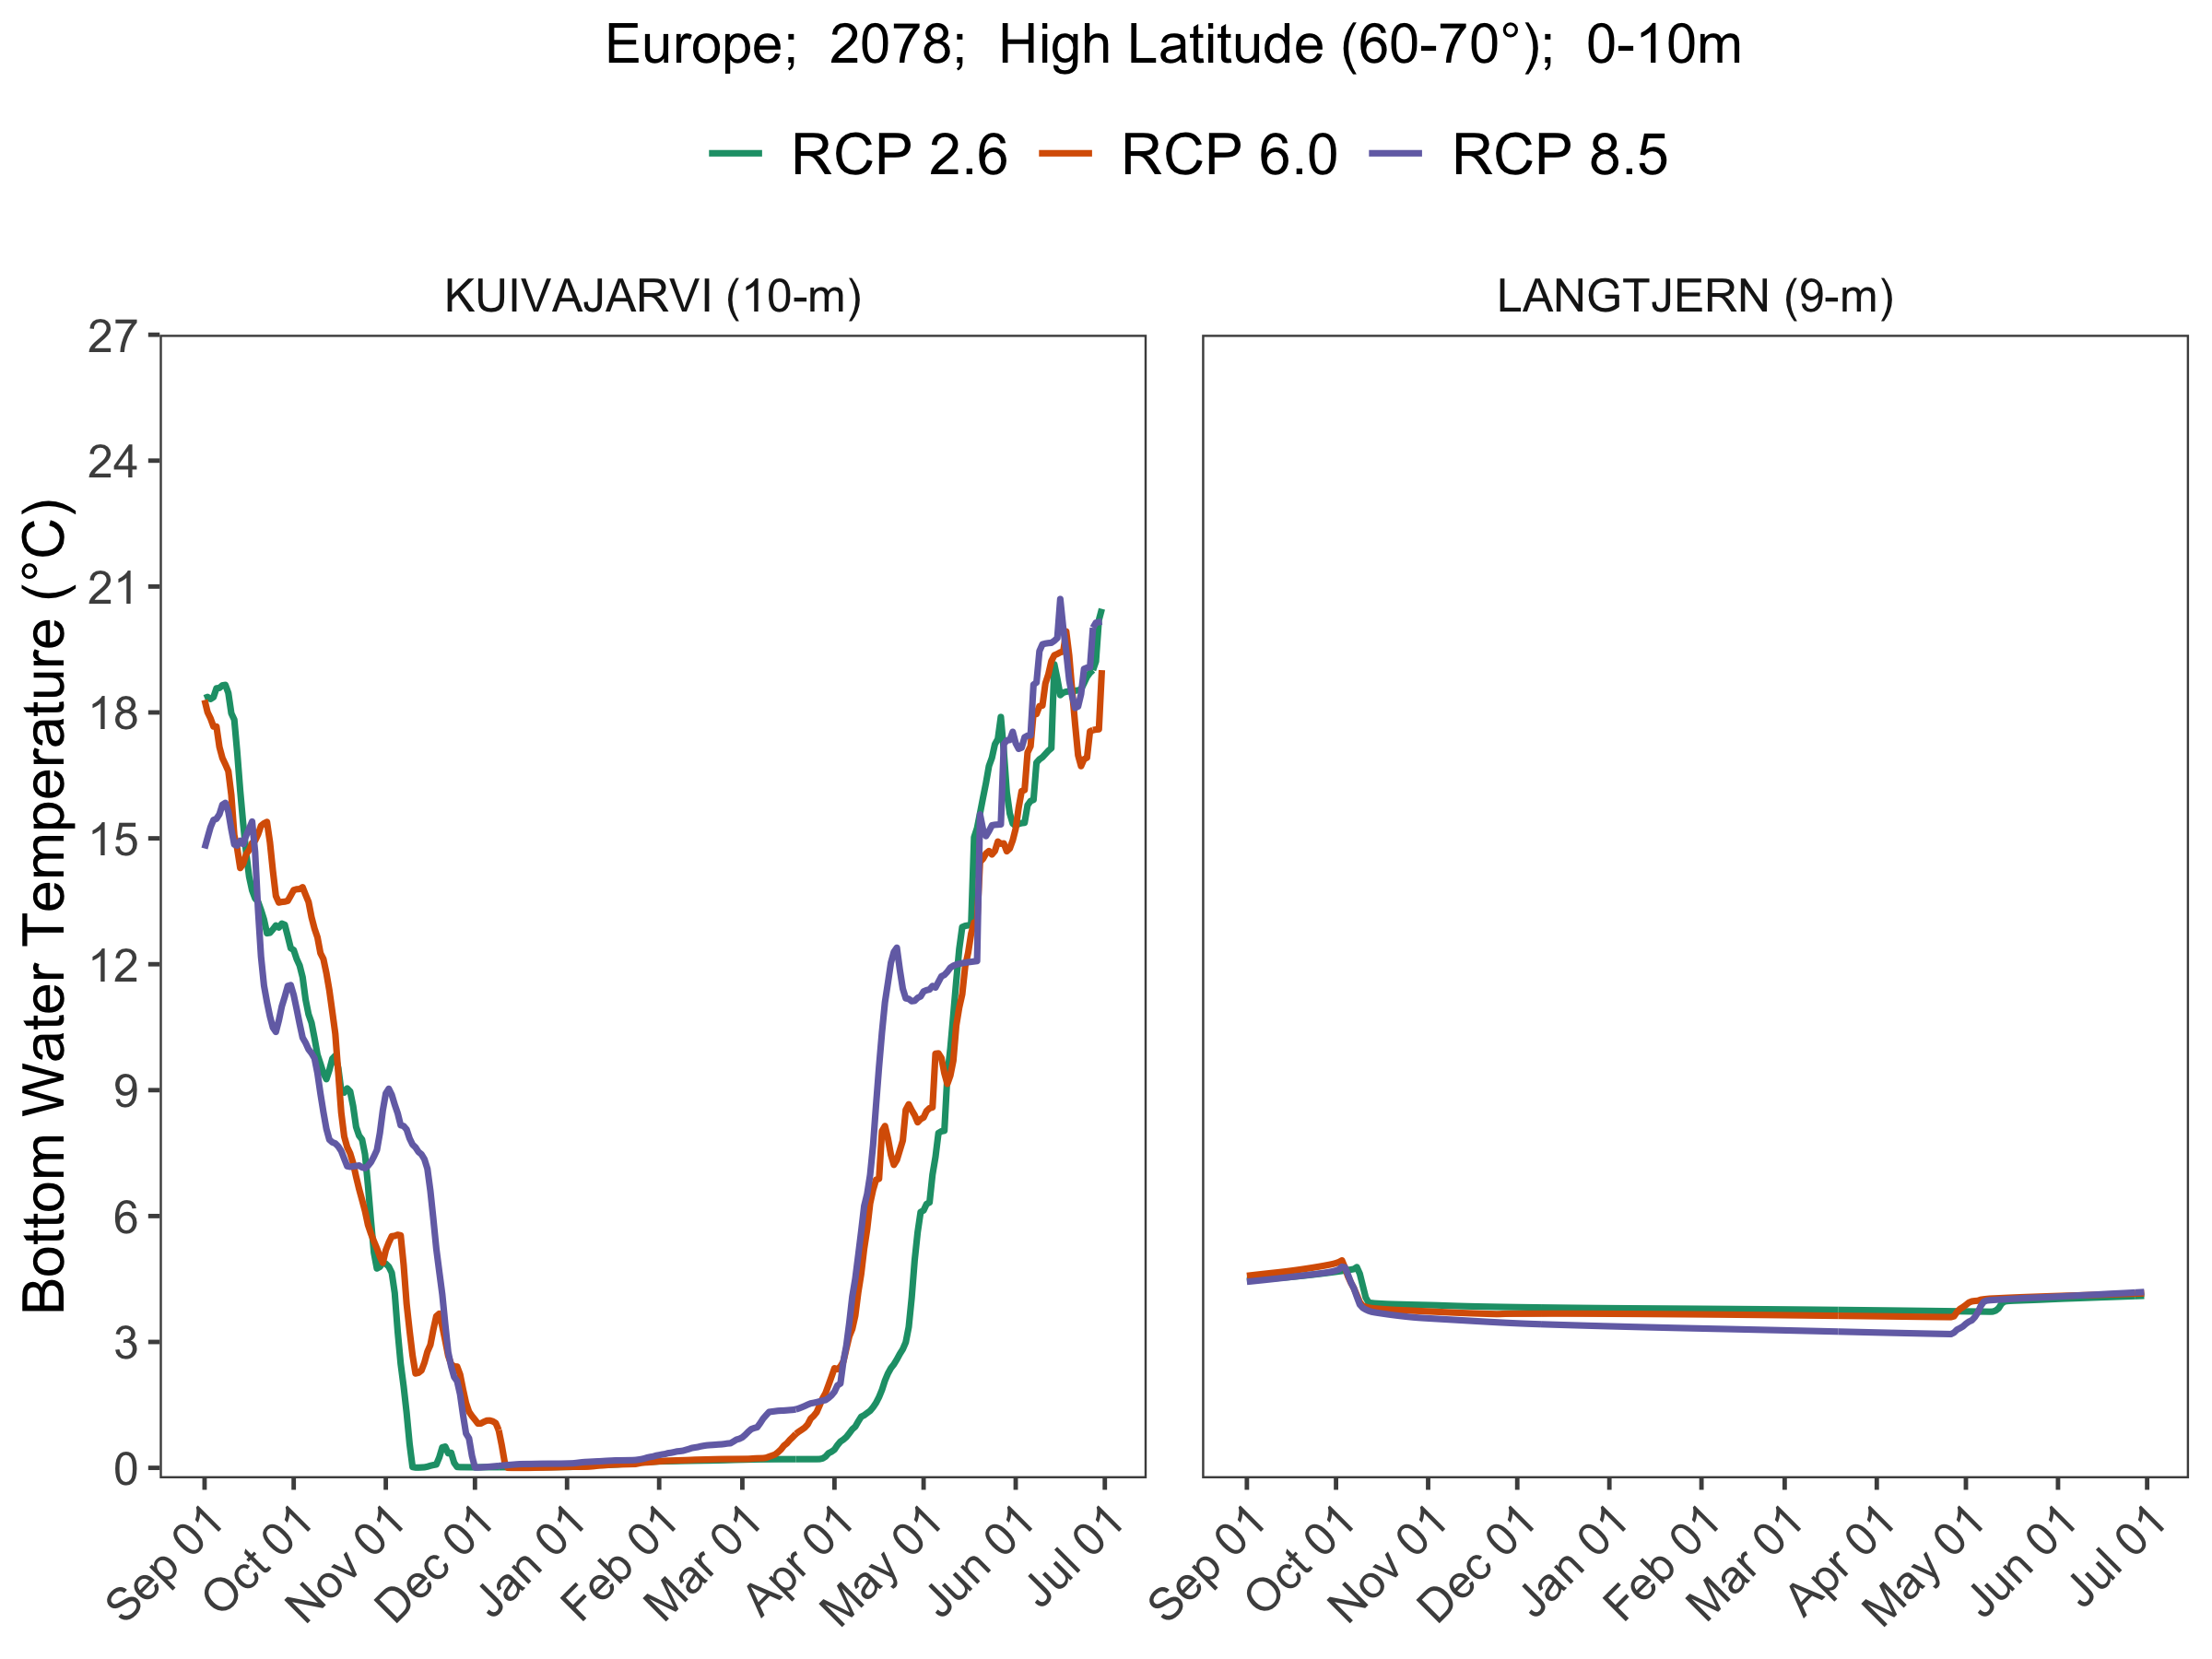 Europe; 2078; High Latitude (60-70°); 0-10m
RCP 2.6 RCP 6.0 RCP 8.5
KUIVAJARVI (10-m) LANGTJERN (9-m)
Bottom Water Temperature (°C)
27
24
21
18
15
12
9
6
3
0
Sep 01 Oct 01 Nov 01 Dec 01 Jan 01 Feb 01 Mar 01 Apr 01 May 01 Jun 01 Jul 01
Sep 01 Oct 01 Nov 01 Dec 01 Jan 01 Feb 01 Mar 01 Apr 01 May 01 Jun 01 Jul 01